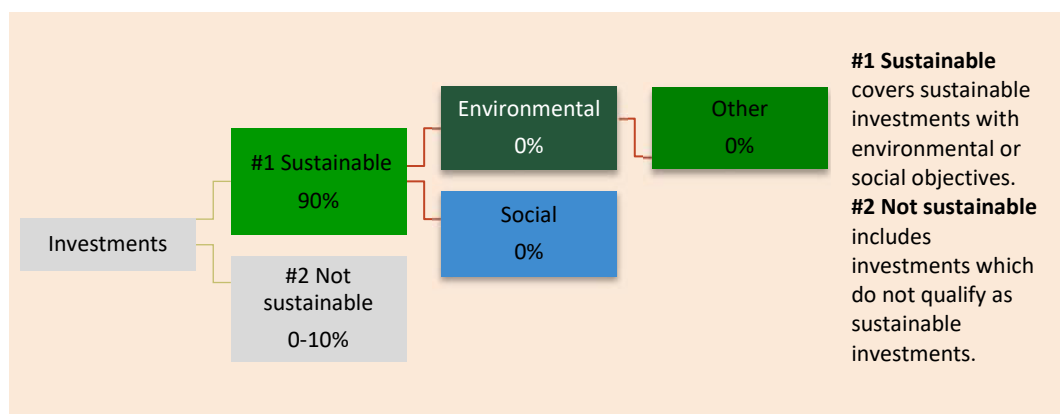 Investments
#1 Sustainable
90%
#2 Not
sustainable
0-10%
Environmental
0%
Social
0%
Other
0%
#1 Sustainable
covers sustainable
investments with
environmental or
social objectives.
#2 Not sustainable
includes
investments which
do not qualify as
sustainable
investments.